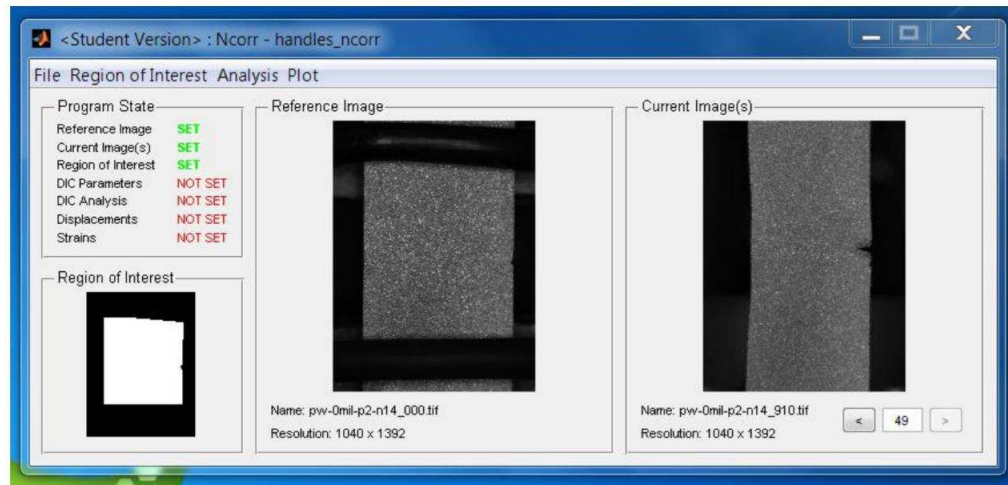 <Student Version> : Ncorr - handles_ncorr
File Region of Interest Analysis Plot
Program State
Reference Image SET
Current Image(s) SET
Region of Interest SET
DIC Parameters NOT SET
DIC Analysis NOT SET
Displacements NOT SET
Strains NOT SET
Region of Interest
Reference Image
Name: pw-0mil-p2-n14_000.tif
Resolution: 1040 x 1392
Current Image(s)
Name: pw-0mil-p2-n14_910.tif
Resolution: 1040 x 1392
< 49 >